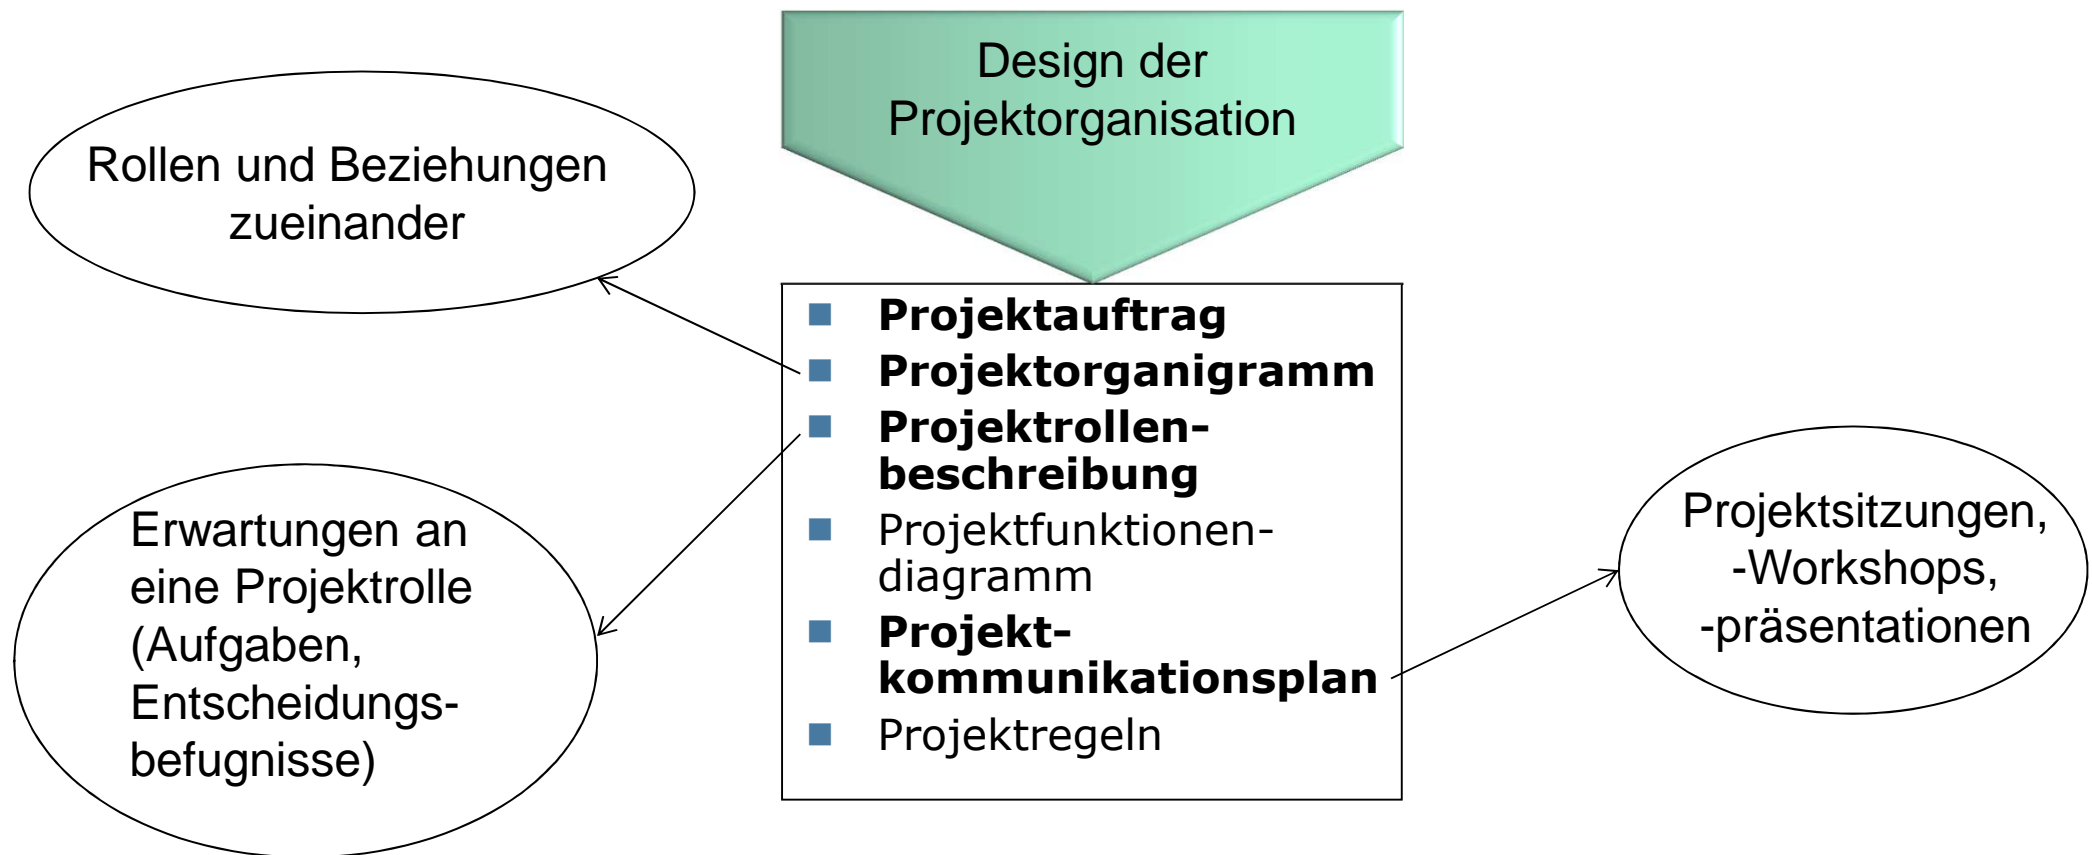 Design der
Projektorganisation
Rollen und Beziehungen
zueinander
Projektauftrag
Projektorganigramm
Projektrollen-
beschreibung
Projektfunktionen-
diagramm
Projekt-
kommunikationsplan
Projektregeln
Erwartungen an
eine Projektrolle
(Aufgaben,
Entscheidungs-
befugnisse)
Projektsitzungen,
-Workshops,
-präsentationen